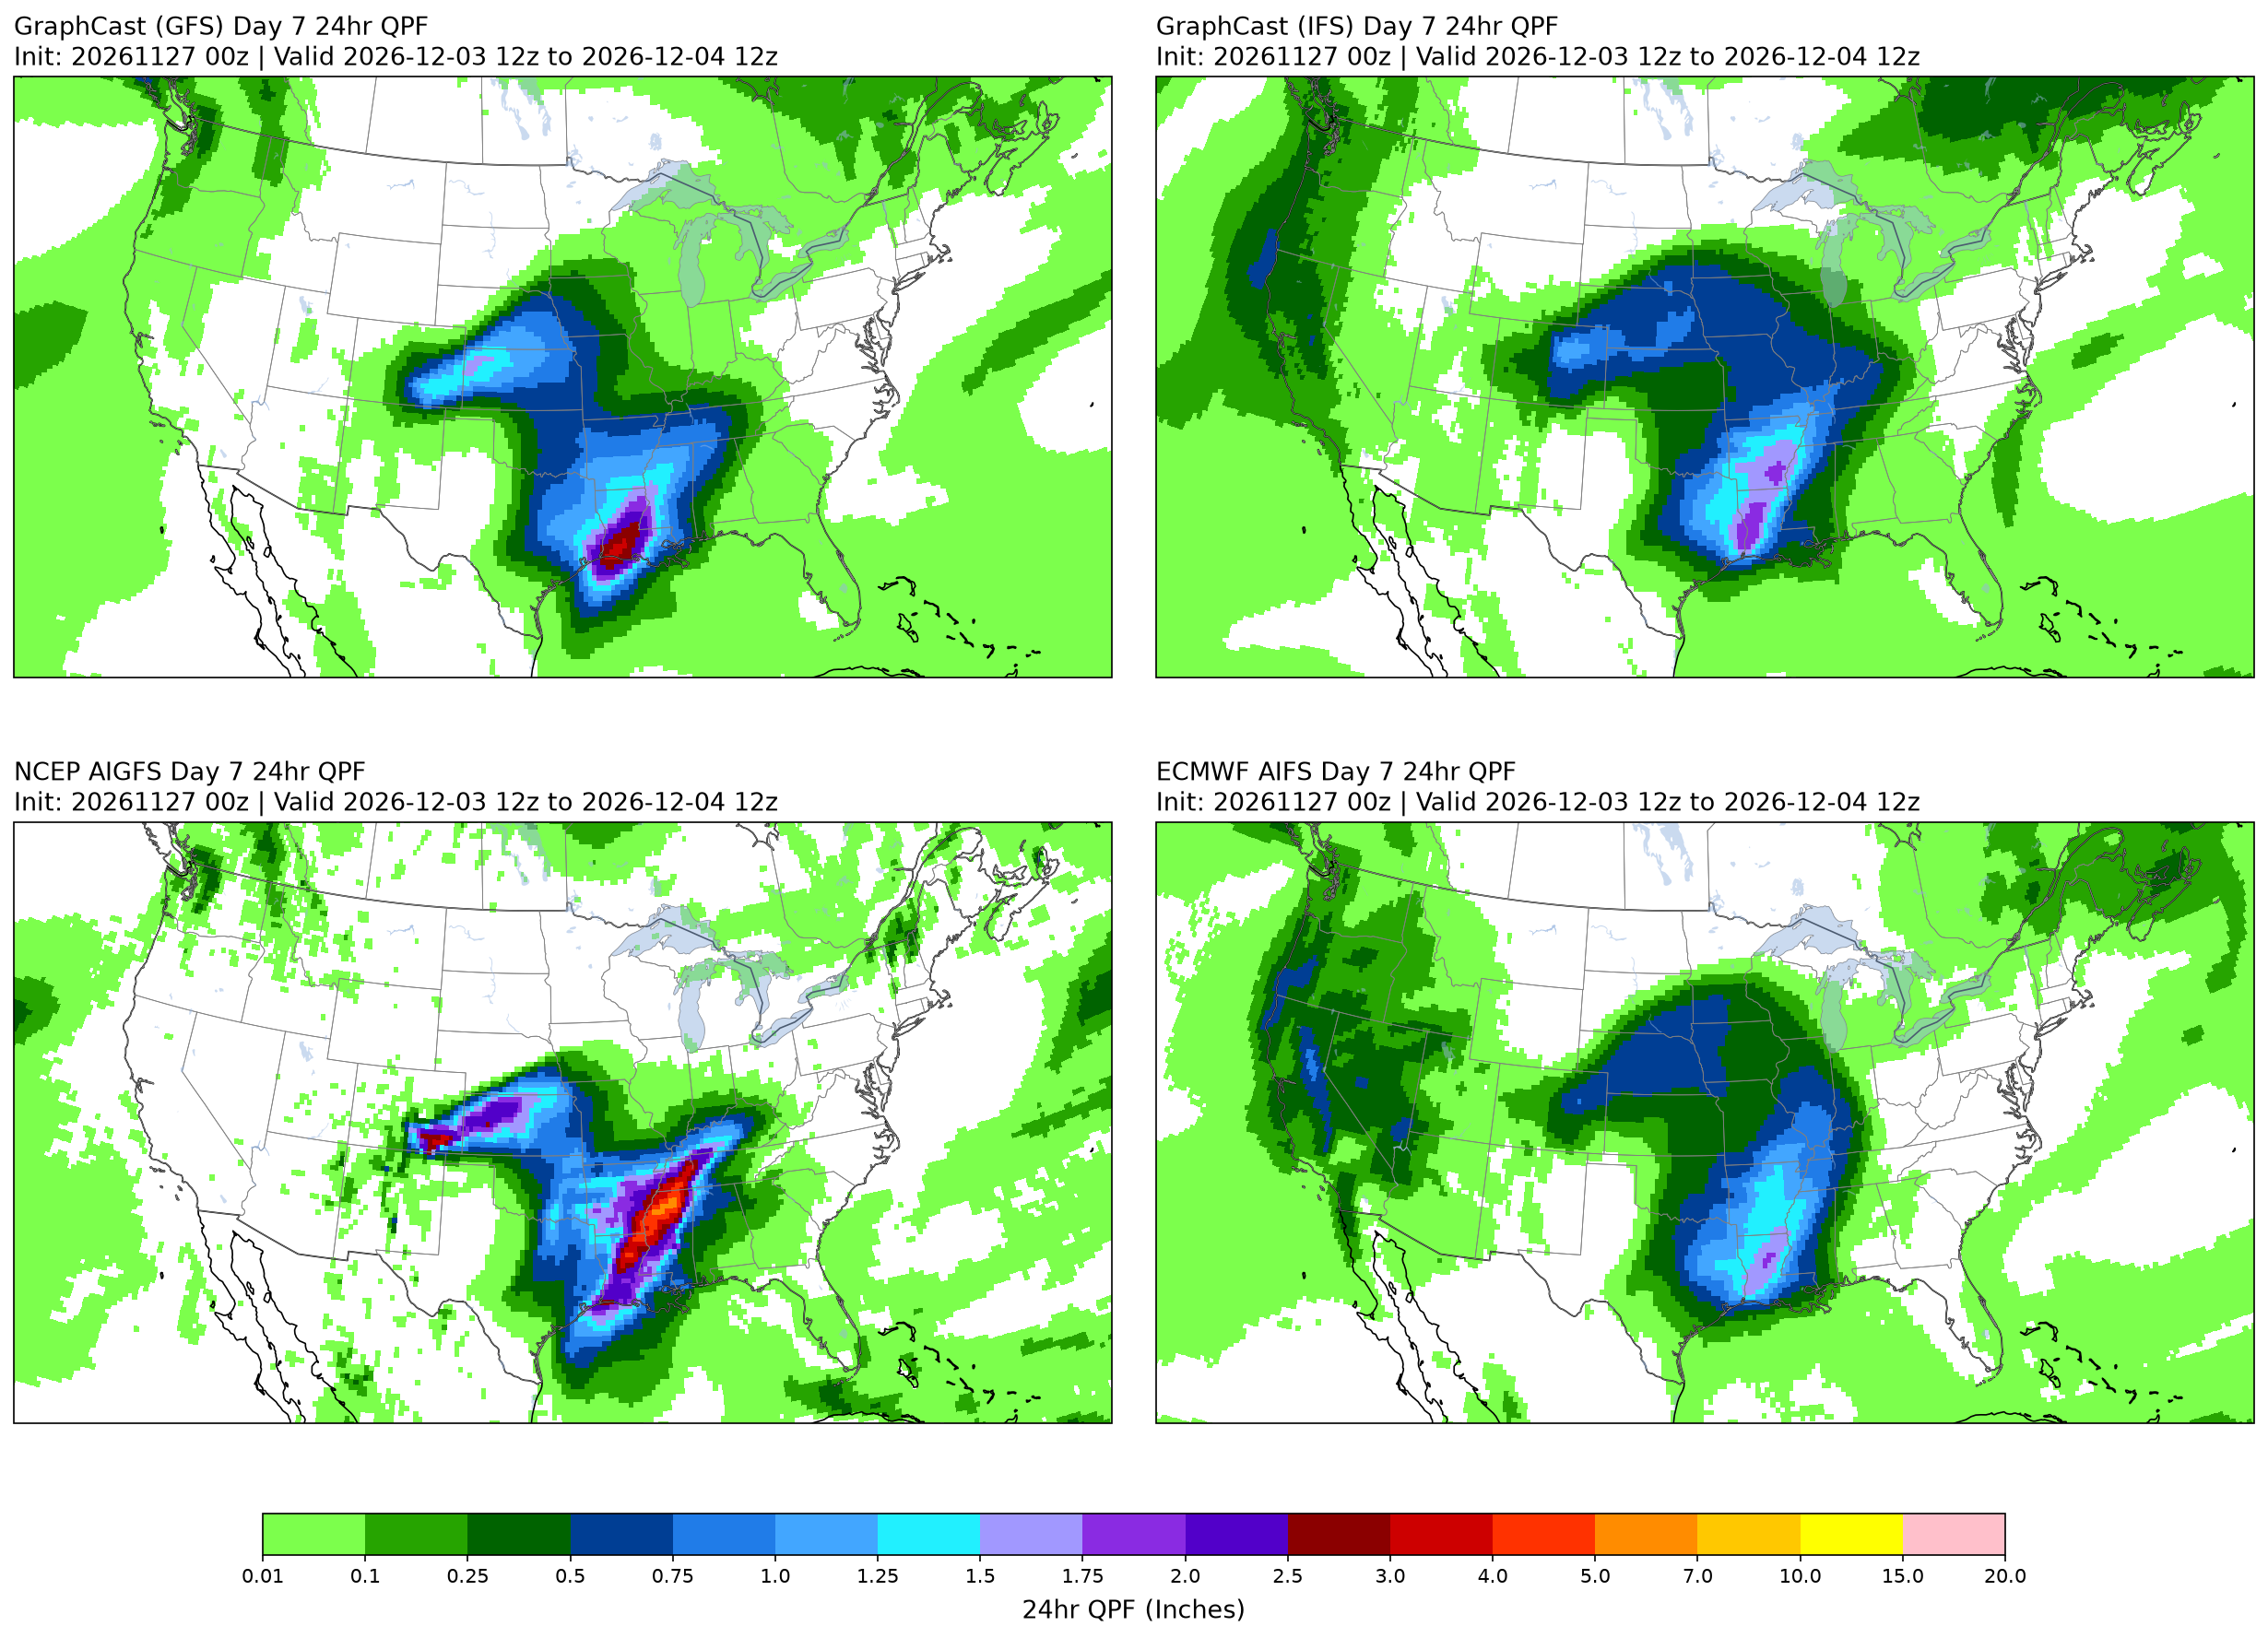 GraphCast (GFS) Day 7 24hr QPF
Init: 20261127 00z | Valid 2026-12-03 12z to 2026-12-04 12z
GraphCast (IFS) Day 7 24hr QPF
Init: 20261127 00z | Valid 2026-12-03 12z to 2026-12-04 12z
NCEP AIGFS Day 7 24hr QPF
Init: 20261127 00z | Valid 2026-12-03 12z to 2026-12-04 12z
ECMWF AIFS Day 7 24hr QPF
Init: 20261127 00z | Valid 2026-12-03 12z to 2026-12-04 12z
0.01 0.1 0.25 0.5 0.75 1.0 1.25 1.5 1.75 2.0 2.5 3.0 4.0 5.0 7.0 10.0 15.0 20.0
24hr QPF (Inches)